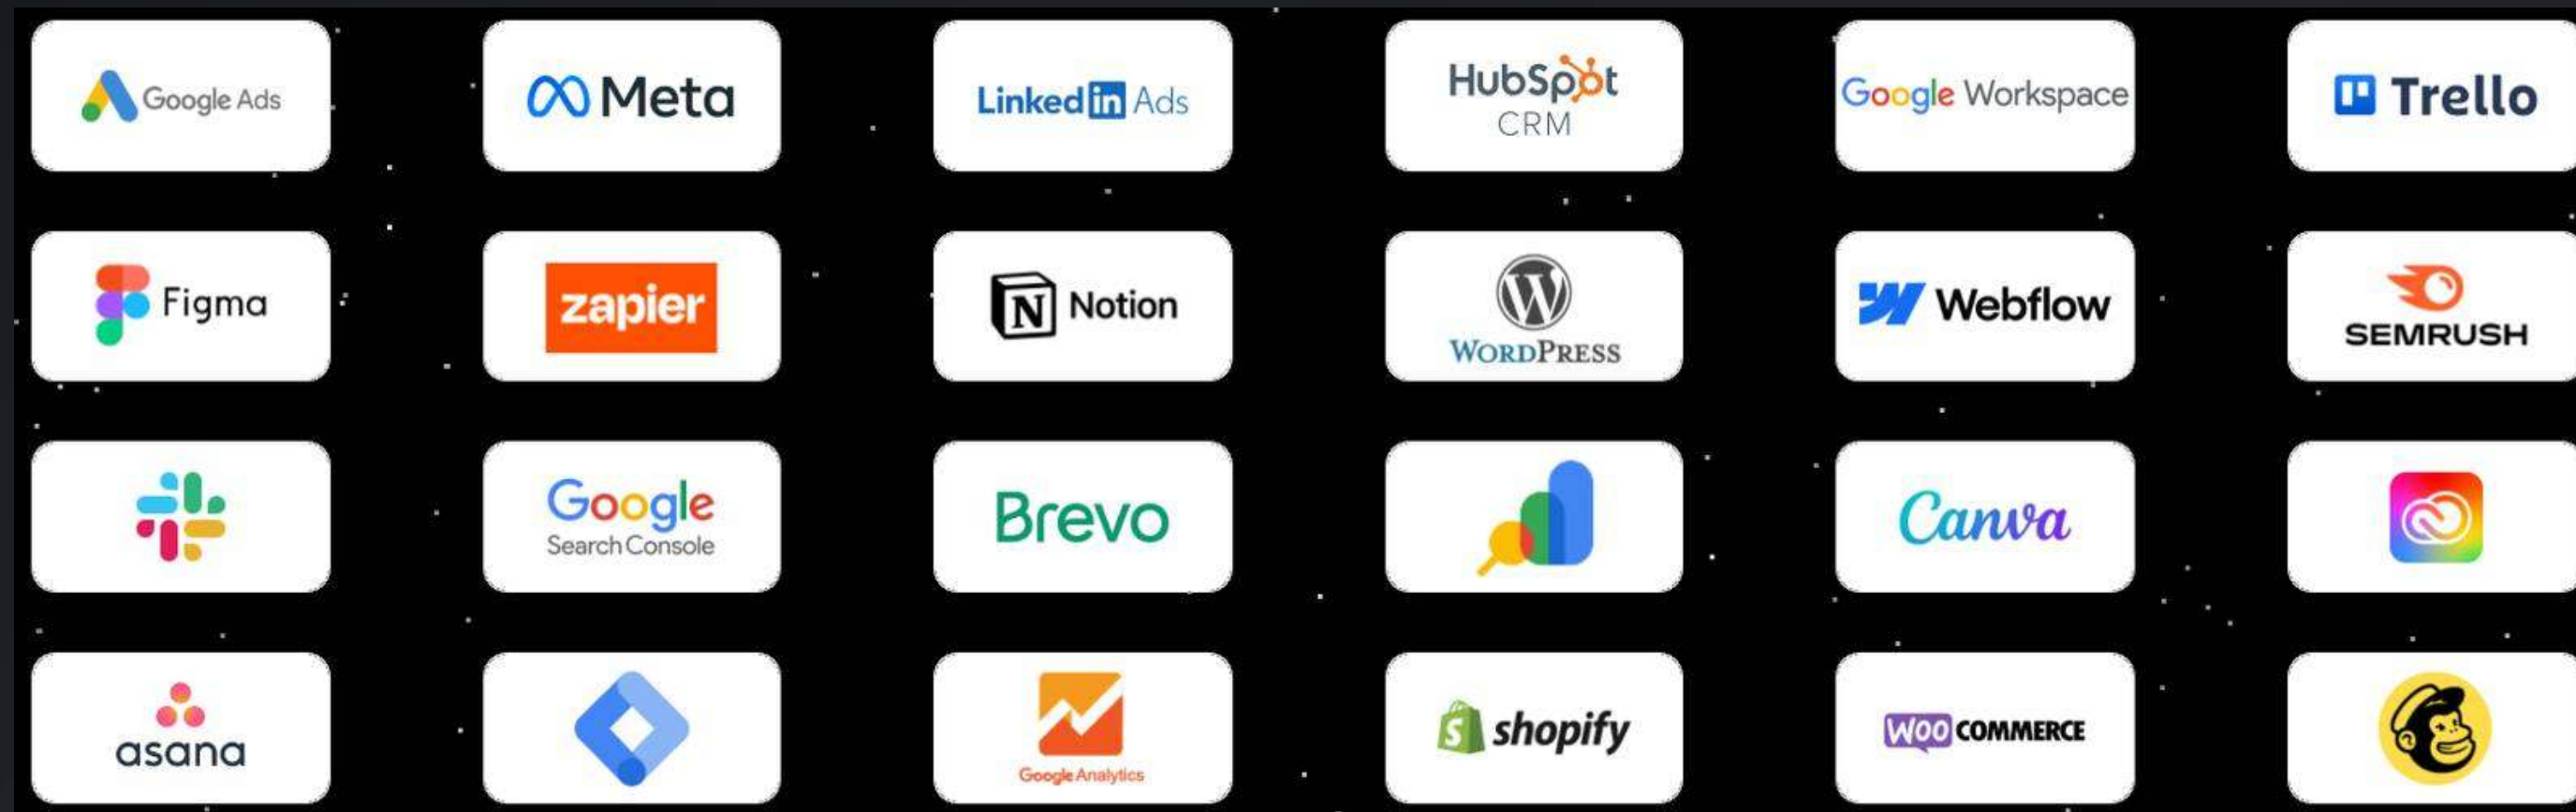 Google Ads
Meta
Linkedin Ads
HubSpot
CRM
Google Workspace
Trello
Figma
zapier
N Notion
W
WORDPRESS
Webflow
SEMRUSH
Google
Search Console
Brevo
Canva
asana
Google Analytics
S shopify
WOO COMMERCE